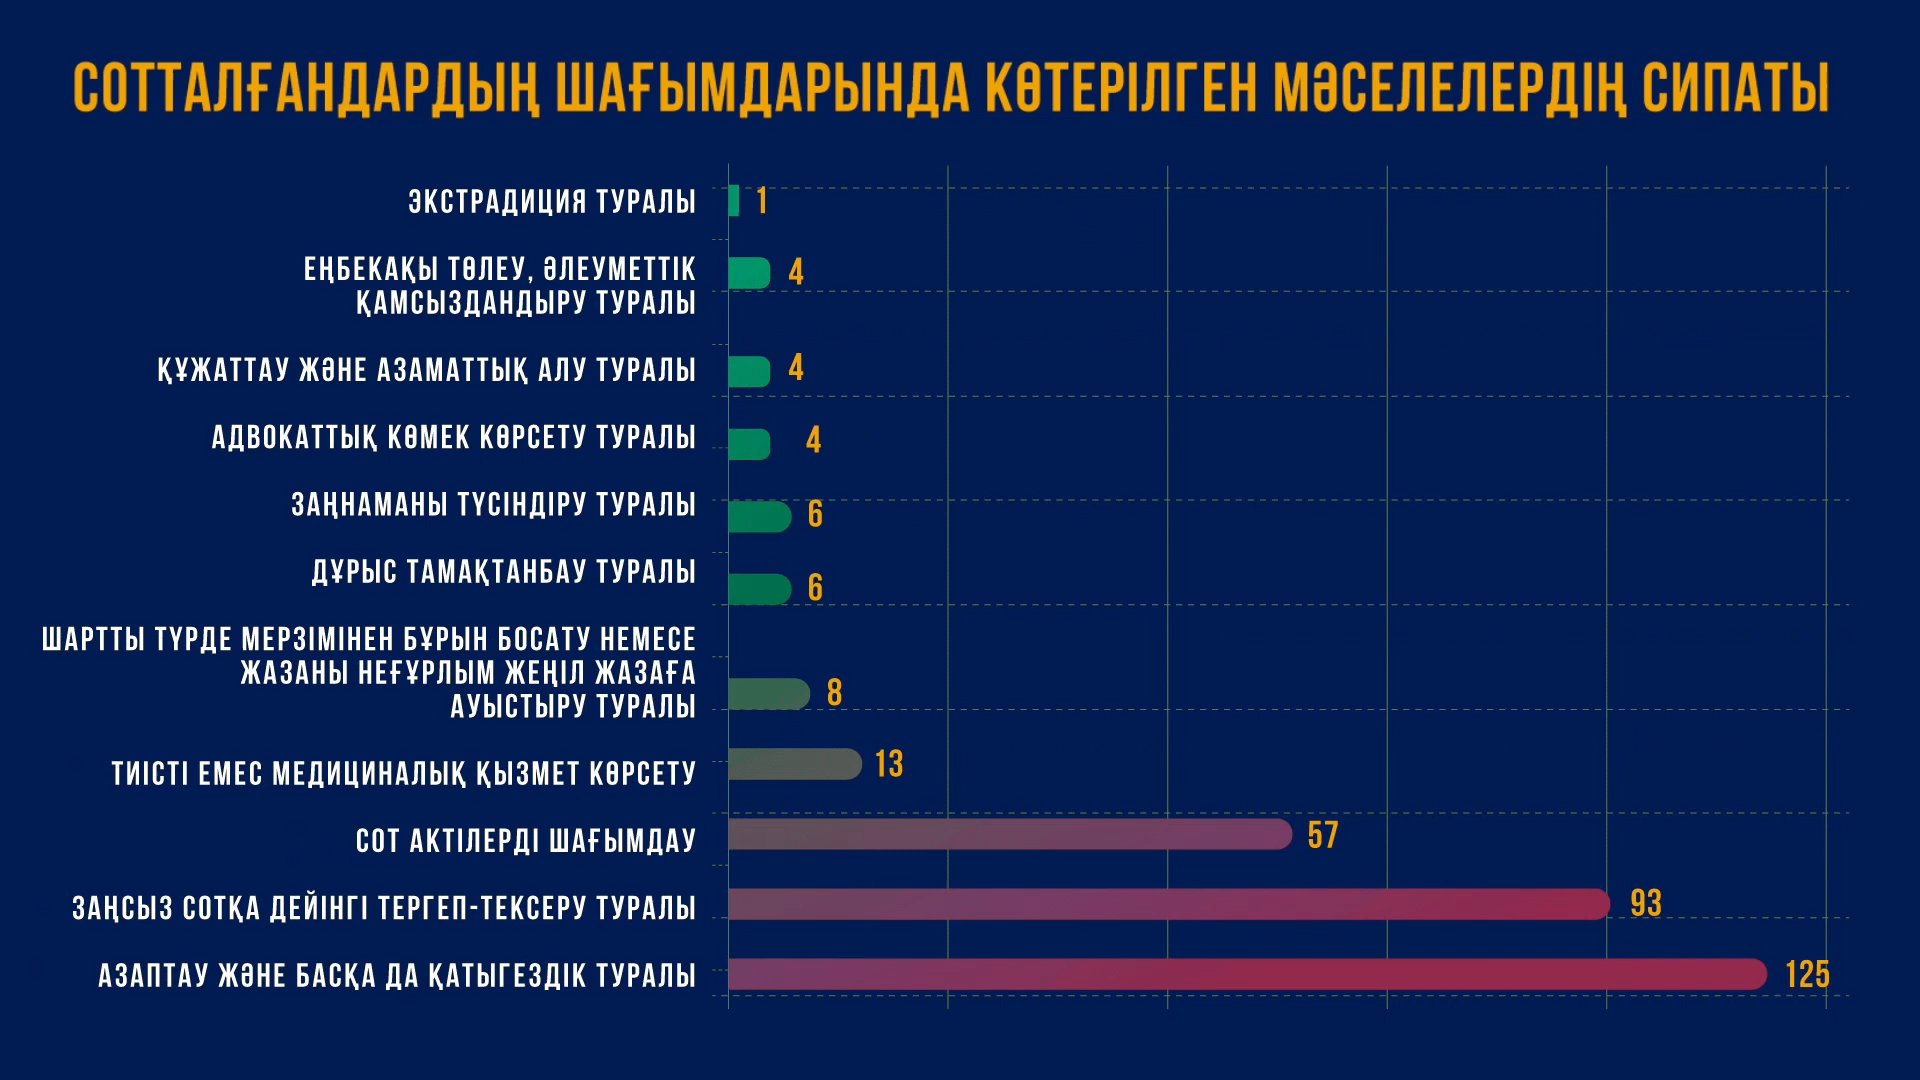 СОТТАЛҒАНДАРДЫҢ ШАҒЫМДАРЫНДА КӨТЕРІЛГЕН МӘСЕЛЕЛЕРДІҢ СИПАТЫ
ЭКСТРАДИЦИЯ ТУРАЛЫ
1
ЕҢБЕКАҚЫ ТӨЛЕУ, ӘЛЕУМЕТТІК
ҚАМСЫЗДАНДЫРУ ТУРАЛЫ
4
ҚҰЖАТТАУ ЖӘНЕ АЗАМАТТЫҚ АЛУ ТУРАЛЫ
4
АДВОКАТТЫҚ КӨМЕК КӨРСЕТУ ТУРАЛЫ
4
ЗАҢНАМАНЫ ТҮСІНДІРУ ТУРАЛЫ
6
ДҰРЫС ТАМАҚТАНБАУ ТУРАЛЫ
6
ШАРТТЫ ТҮРДЕ МЕРЗІМІНЕН БҰРЫН БОСАТУ НЕМЕСЕ
ЖАЗАНЫ НЕҒҰРЛЫМ ЖЕҢІЛ ЖАЗАҒА
АУЫСТЫРУ ТУРАЛЫ
8
ТИІСТІ ЕМЕС МЕДИЦИНАЛЫҚ ҚЫЗМЕТ КӨРСЕТУ
13
СОТ АКТІЛЕРДІ ШАҒЫМДАУ
57
ЗАҢСЫЗ СОТҚА ДЕЙІНГІ ТЕРГЕП-ТЕКСЕРУ ТУРАЛЫ
93
АЗАПТАУ ЖӘНЕ БАСҚА ДА ҚАТЫГЕЗДІК ТУРАЛЫ
125